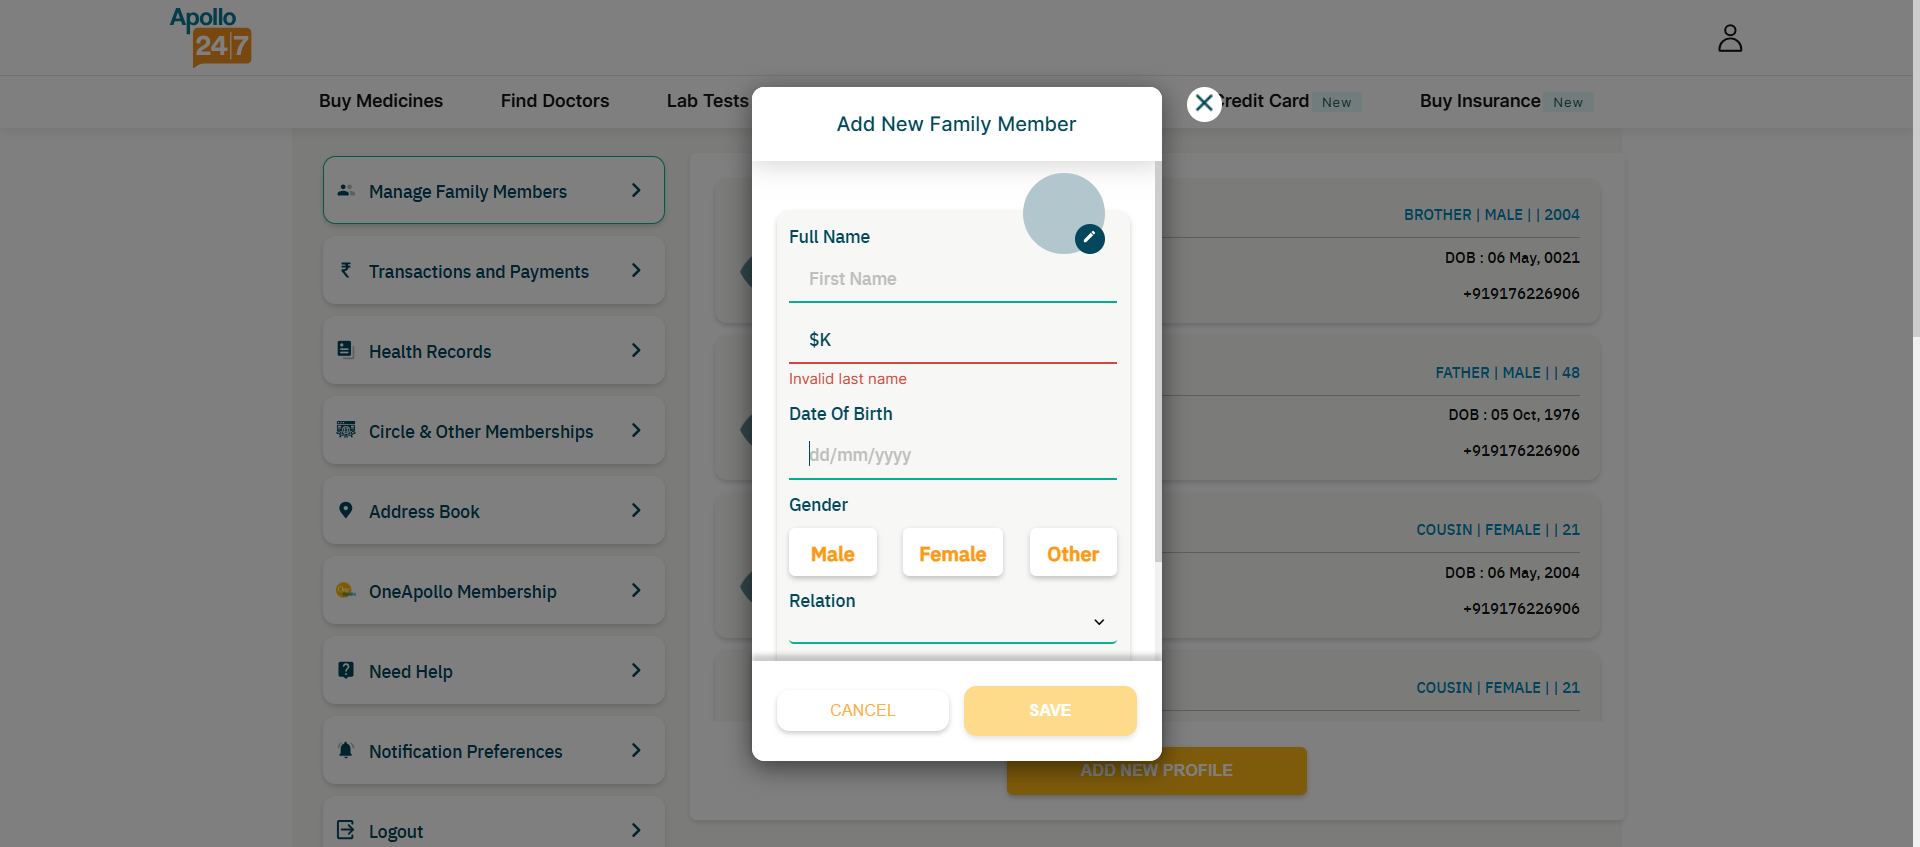 Apollo
24|7
Buy Medicines
Find Doctors
Lab Tests
Credit Card New
Buy Insurance New
Manage Family Members
Transactions and Payments
Health Records
Circle & Other Memberships
Address Book
OneApollo Membership
Need Help
Notification Preferences
Logout
Add New Family Member
Full Name
First Name
$K
Invalid last name
Date Of Birth
dd/mm/yyyy
Gender
Male
Female
Other
Relation
CANCEL
SAVE
BROTHER | MALE | | 2004
DOB : 06 May, 0021
+919176226906
FATHER | MALE | | 48
DOB : 05 Oct, 1976
+919176226906
COUSIN | FEMALE | | 21
DOB : 06 May, 2004
+919176226906
COUSIN | FEMALE | | 21
ADD NEW PROFILE